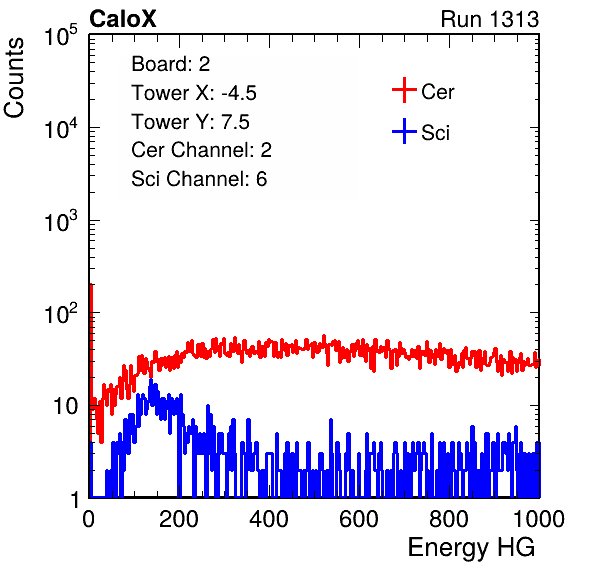 CaloX Run 1313
Board: 2
Tower X: -4.5
Tower Y: 7.5
Cer Channel: 2
Sci Channel: 6
Cer
Sci
Counts
10^5
10^4
10^3
10^2
10
1
0 200 400 600 800 1000
Energy HG